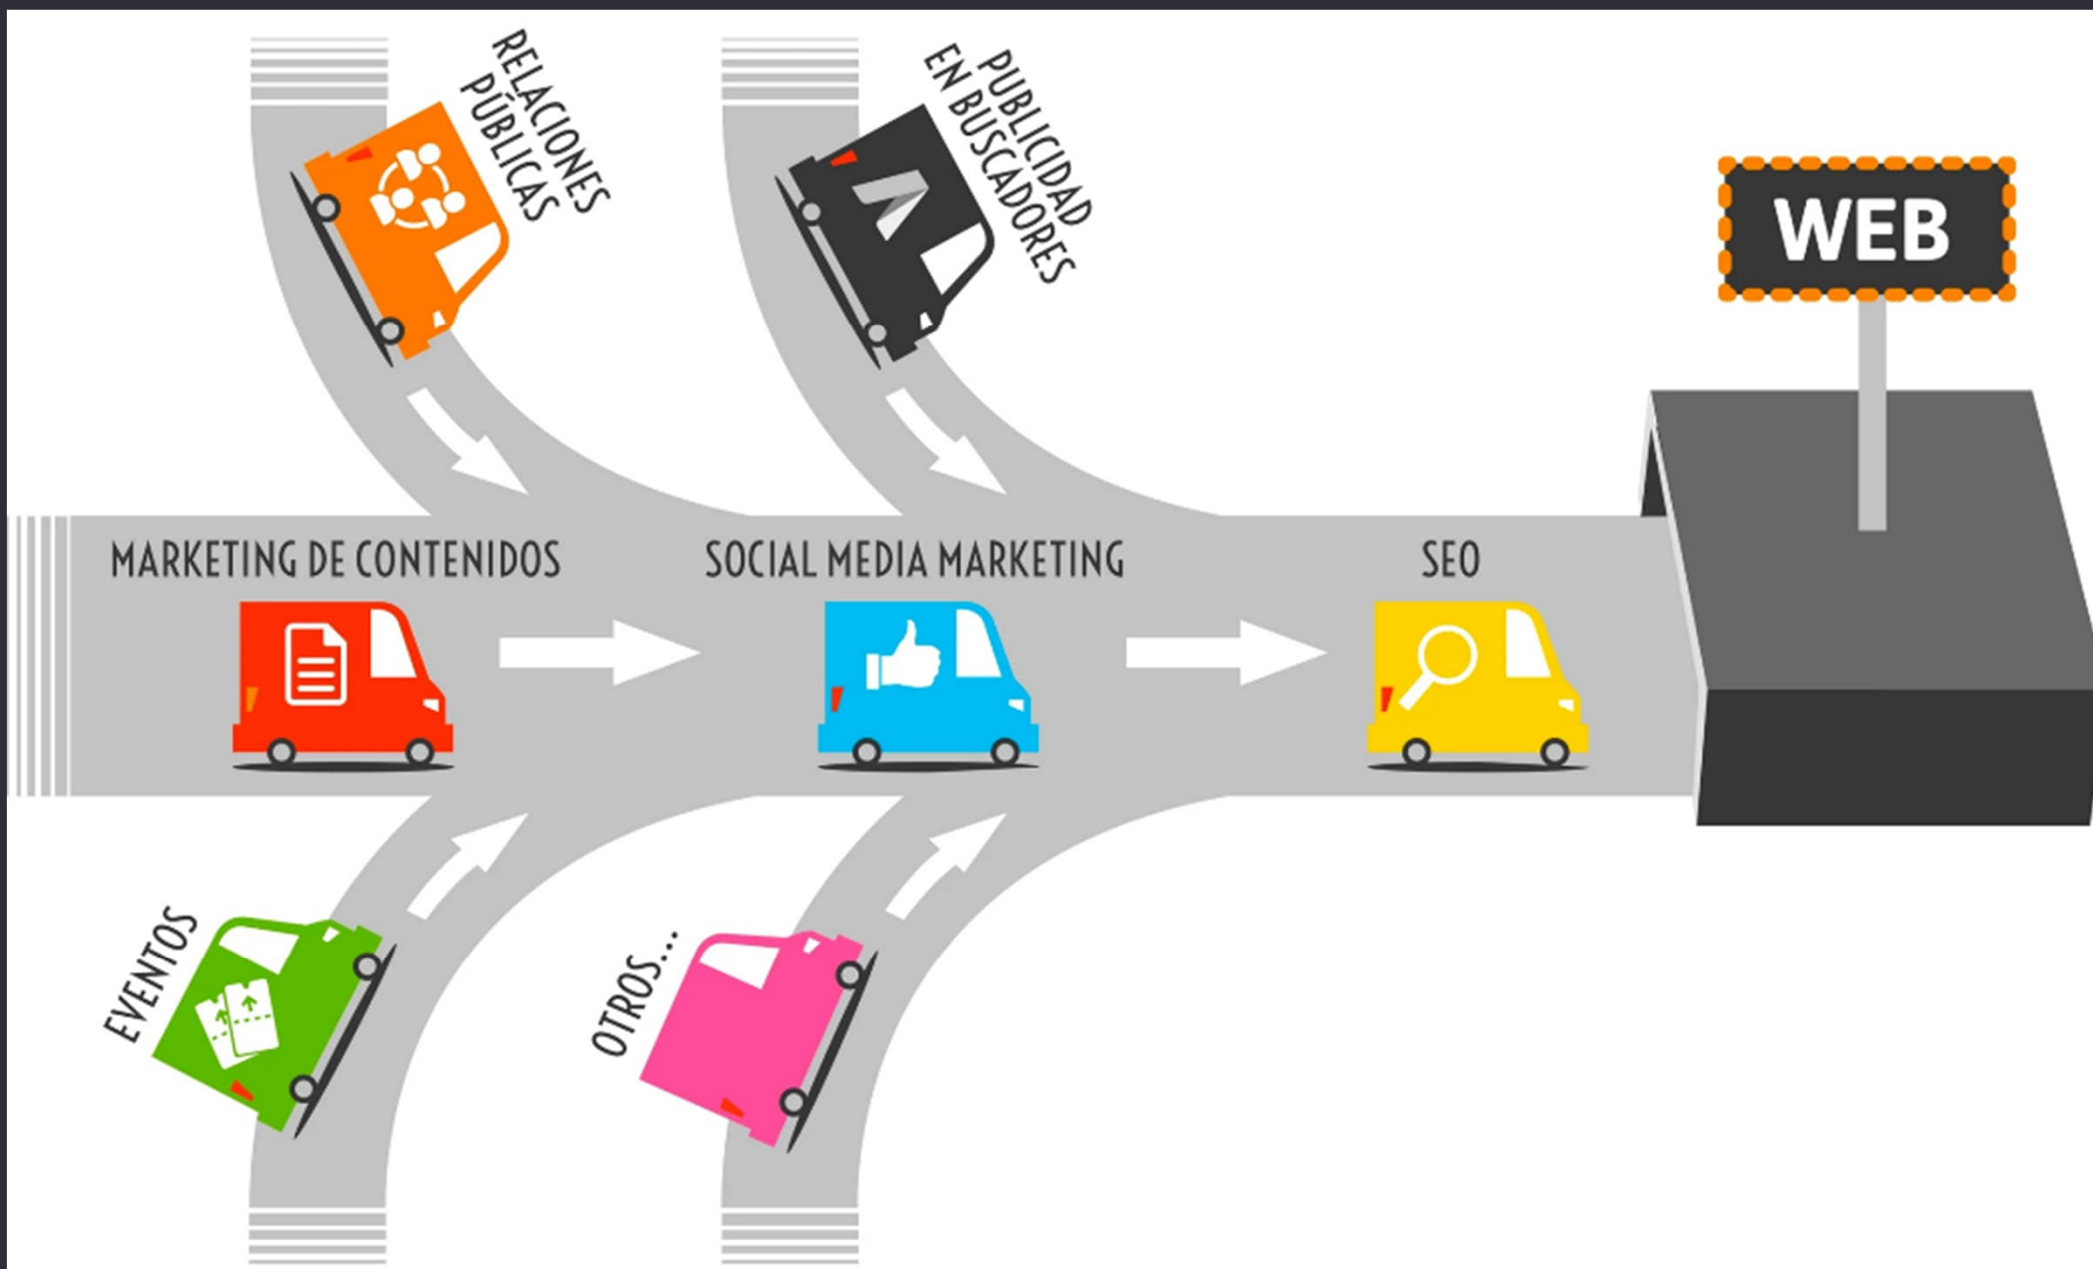 RELACIONES
PÚBLICAS
PUBLICIDAD
EN BUSCADORES
WEB
MARKETING DE CONTENIDOS
SOCIAL MEDIA MARKETING
SEO
EVENTOS
OTROS...